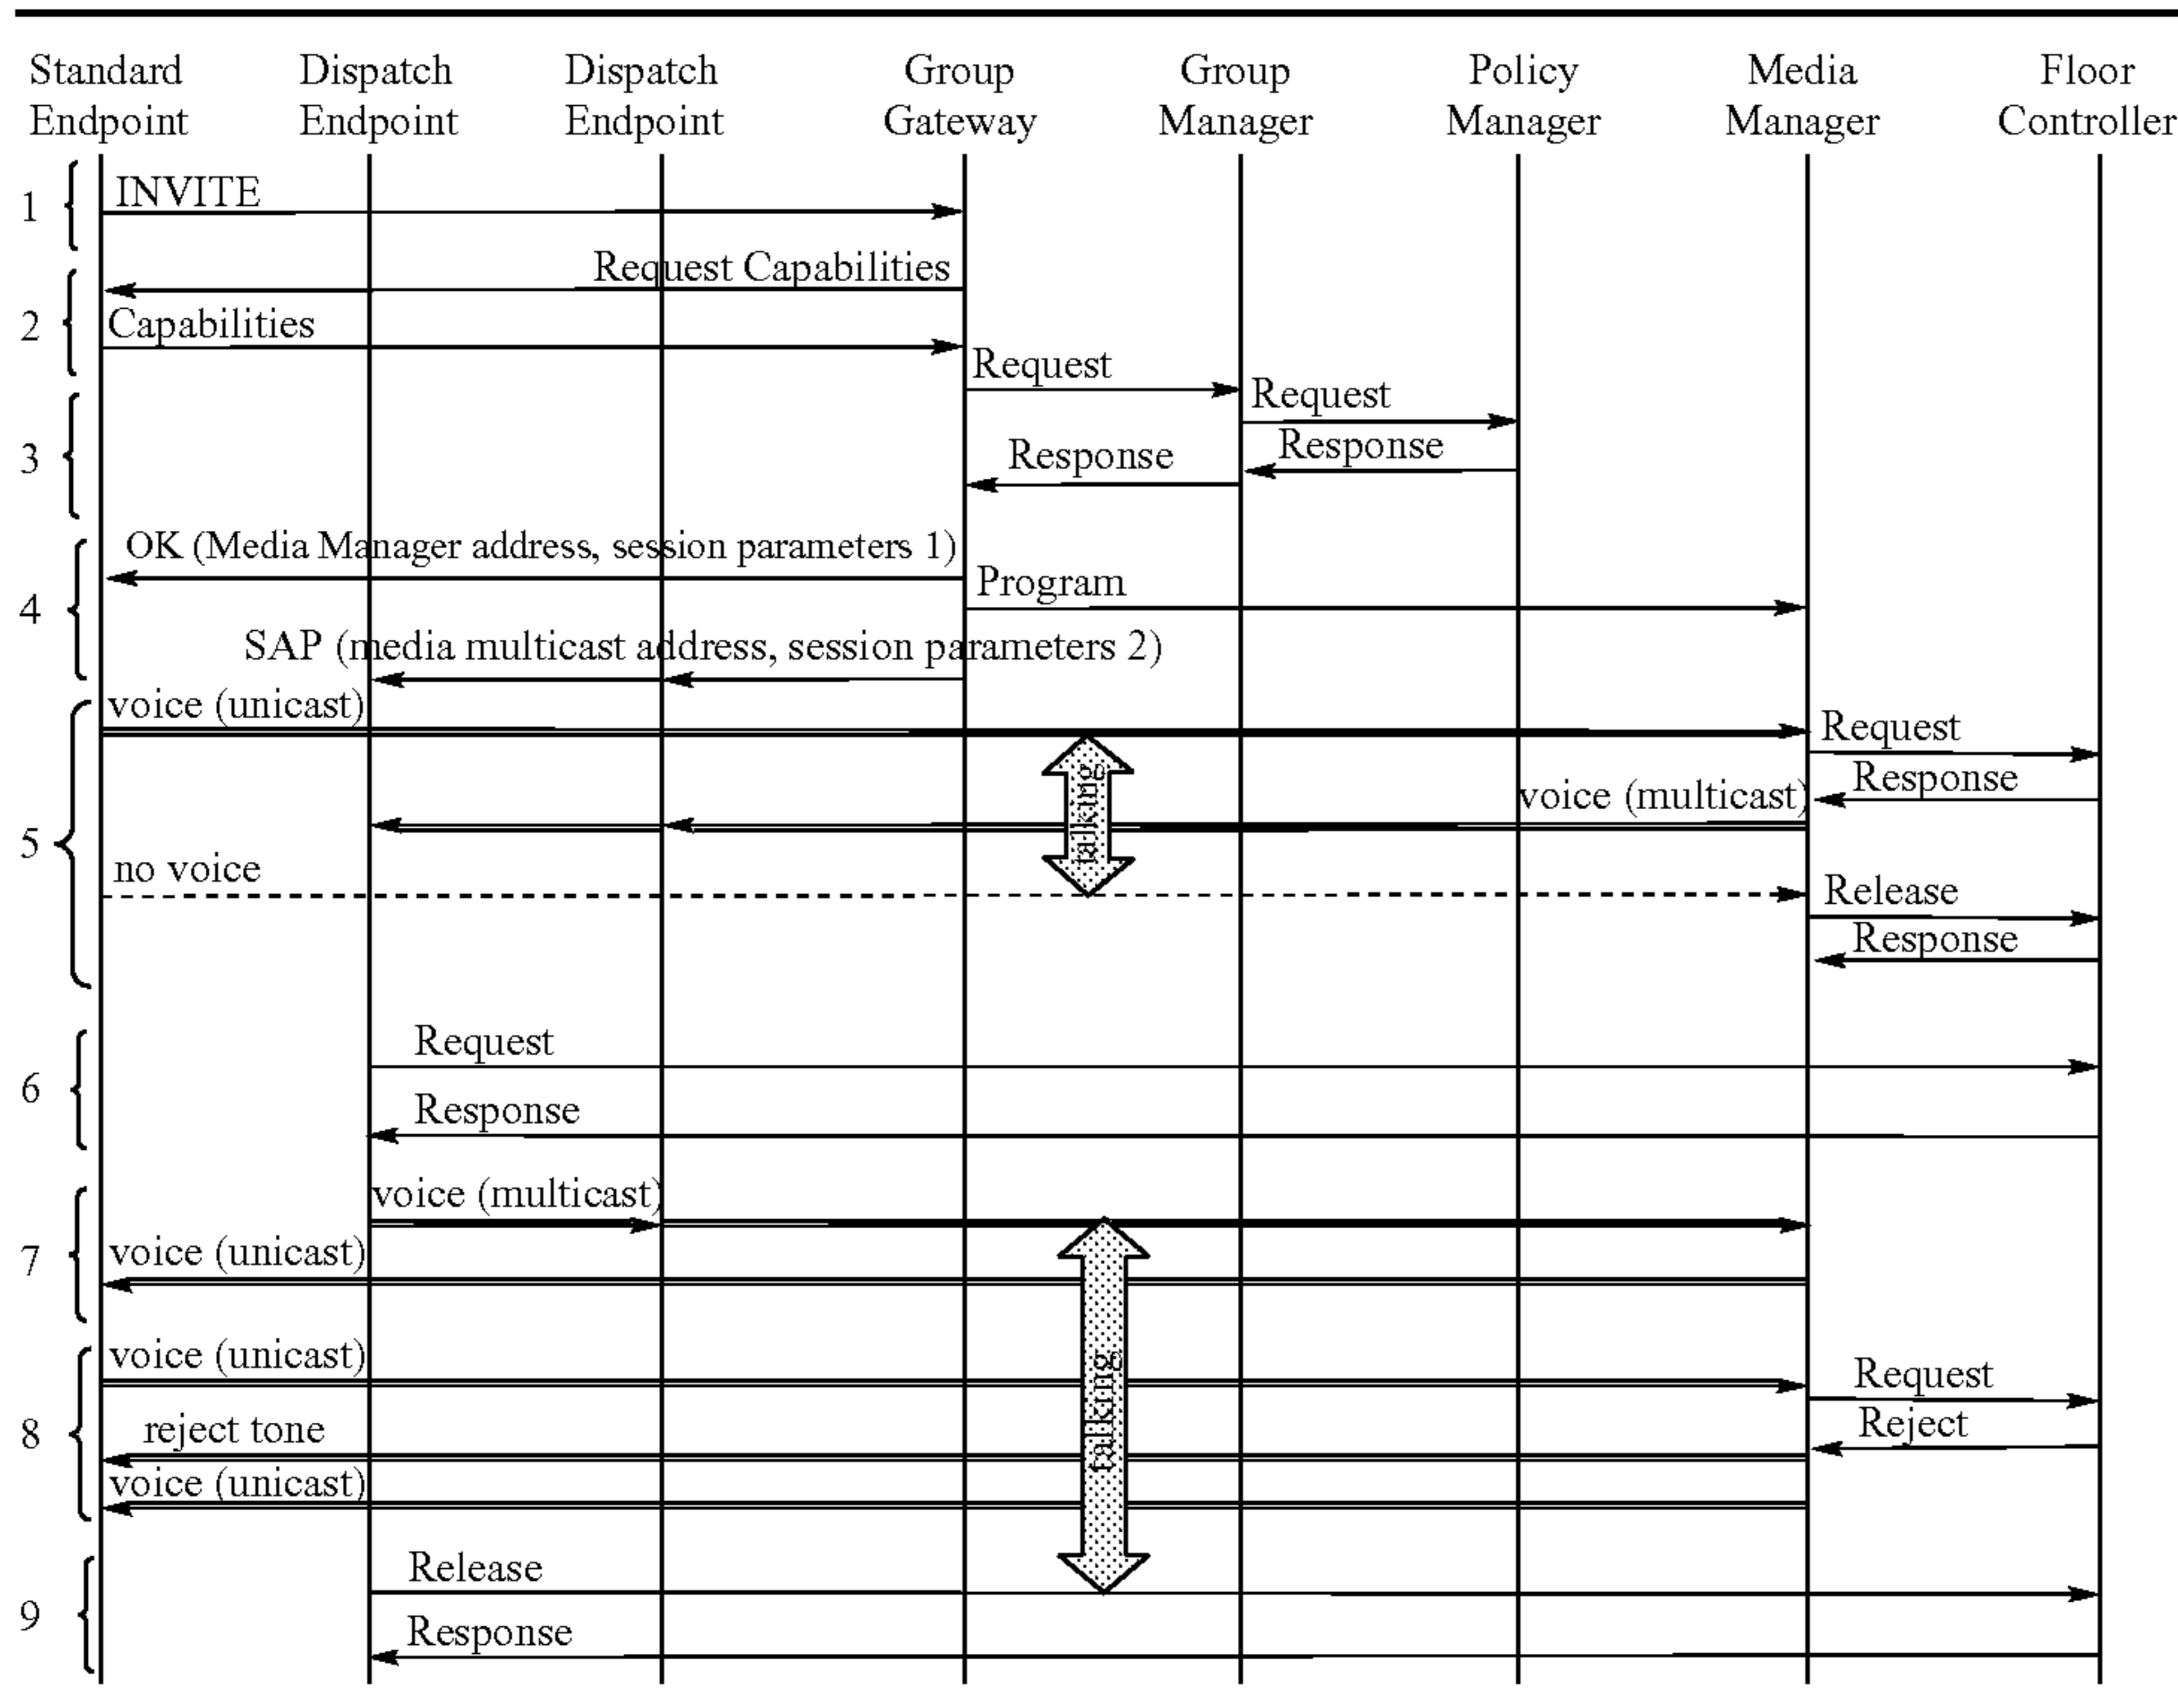 Standard Endpoint
Dispatch Endpoint
Dispatch Endpoint
Group Gateway
Group Manager
Policy Manager
Media Manager
Floor Controller
1
INVITE
Request Capabilities
2
Capabilities
Request
Request
3
Response
Response
OK (Media Manager address, session parameters 1)
4
Program
SAP (media multicast address, session parameters 2)
voice (unicast)
Request
Response
voice (multicast)
talking
5
no voice
Release
Response
Request
6
Response
voice (multicast)
7
voice (unicast)
voice (unicast)
Request
talking
8
reject tone
Reject
voice (unicast)
Release
9
Response